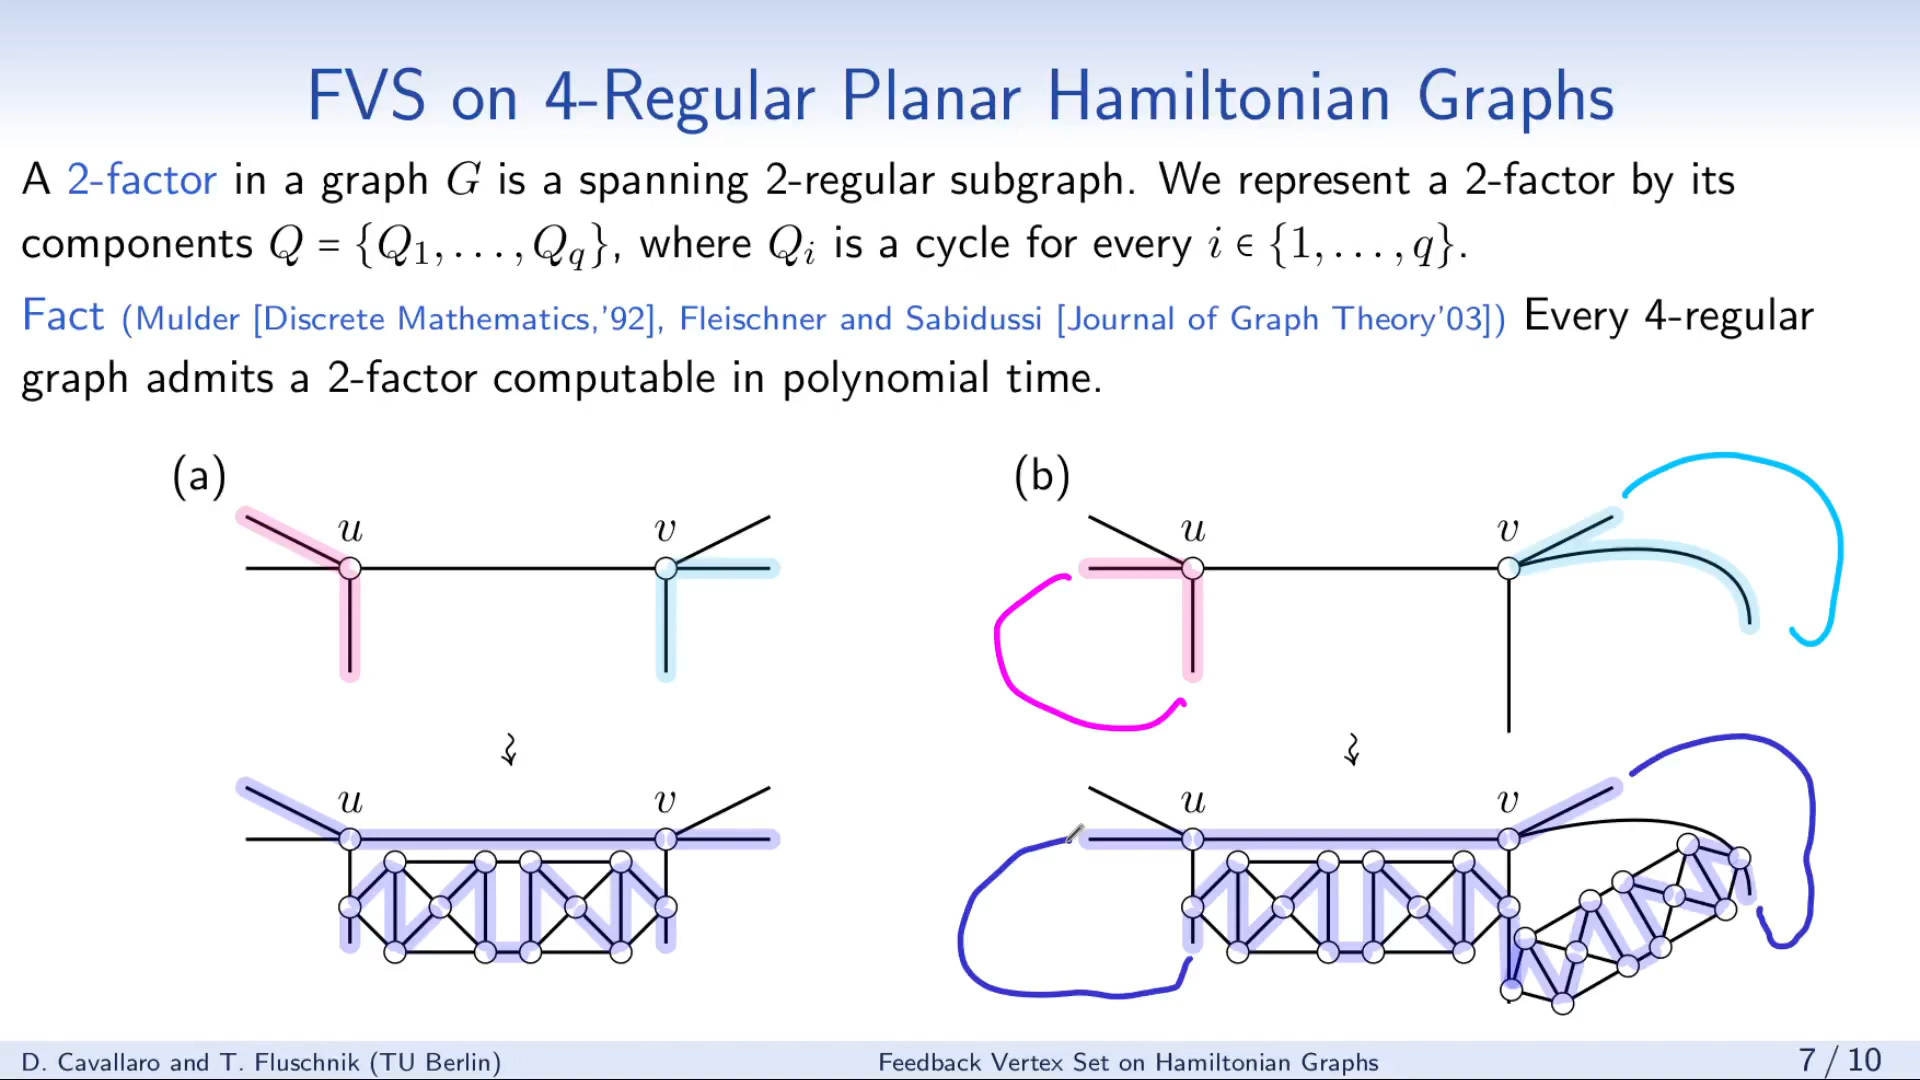 FVS on 4-Regular Planar Hamiltonian Graphs
A 2-factor in a graph G is a spanning 2-regular subgraph. We represent a 2-factor by its
components Q = {Q₁, . . . , Q_q}, where Q_i is a cycle for every i ∈ {1, . . . , q}.
Fact (Mulder [Discrete Mathematics,'92], Fleischner and Sabidussi [Journal of Graph Theory'03]) Every 4-regular
graph admits a 2-factor computable in polynomial time.
(a)
(b)
u v
u v
u v
u v
D. Cavallaro and T. Fluschnik (TU Berlin)
Feedback Vertex Set on Hamiltonian Graphs
7 / 10